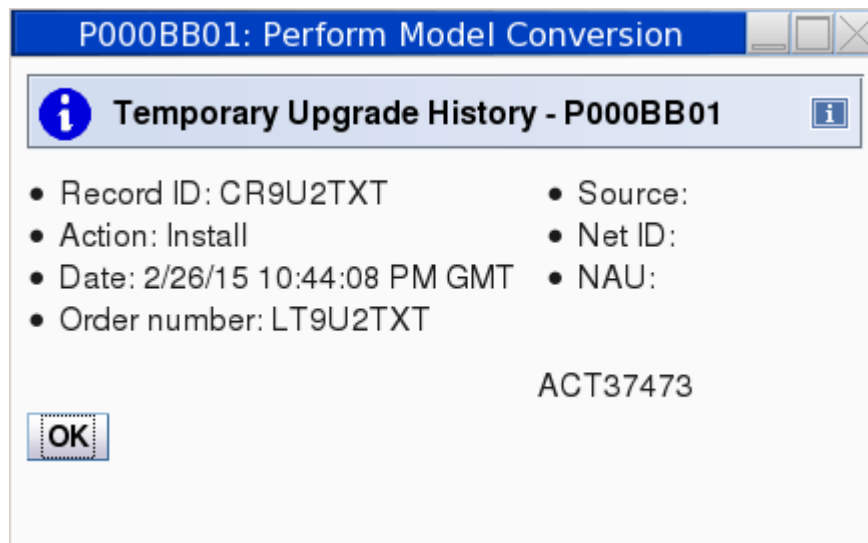 P000BB01: Perform Model Conversion
Temporary Upgrade History - P000BB01
• Record ID: CR9U2TXT
• Action: Install
• Date: 2/26/15 10:44:08 PM GMT
• Order number: LT9U2TXT
• Source:
• Net ID:
• NAU:
ACT37473
OK